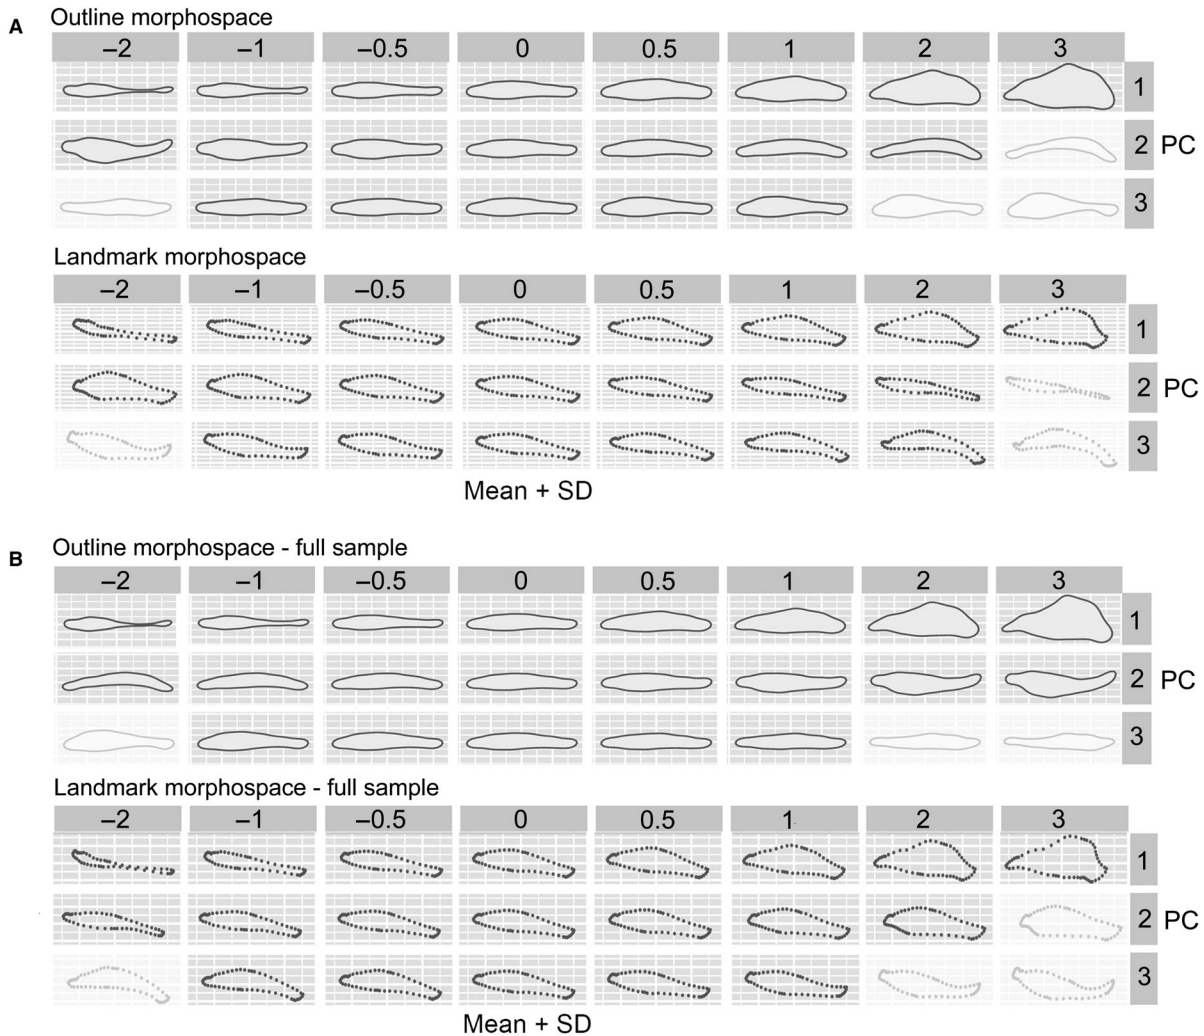 A
Outline morphospace
–2 –1 –0.5 0 0.5 1 2 3
1
2 PC
3
Landmark morphospace
–2 –1 –0.5 0 0.5 1 2 3
1
2 PC
3
Mean + SD
B
Outline morphospace - full sample
–2 –1 –0.5 0 0.5 1 2 3
1
2 PC
3
Landmark morphospace - full sample
–2 –1 –0.5 0 0.5 1 2 3
1
2 PC
3
Mean + SD